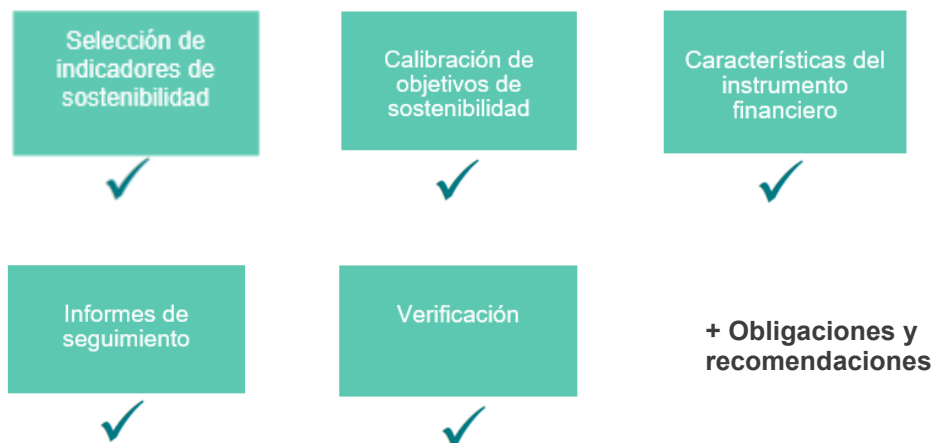 Selección de
indicadores de
sostenibilidad
Calibración de
objetivos de
sostenibilidad
Características del
instrumento
financiero
Informes de
seguimiento
Verificación
+ Obligaciones y
recomendaciones